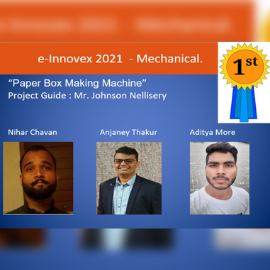 e-Innovex 2021 - Mechanical.
1st
"Paper Box Making Machine"
Project Guide : Mr. Johnson Nellisery
Nihar Chavan
Anjaney Thakur
Aditya More